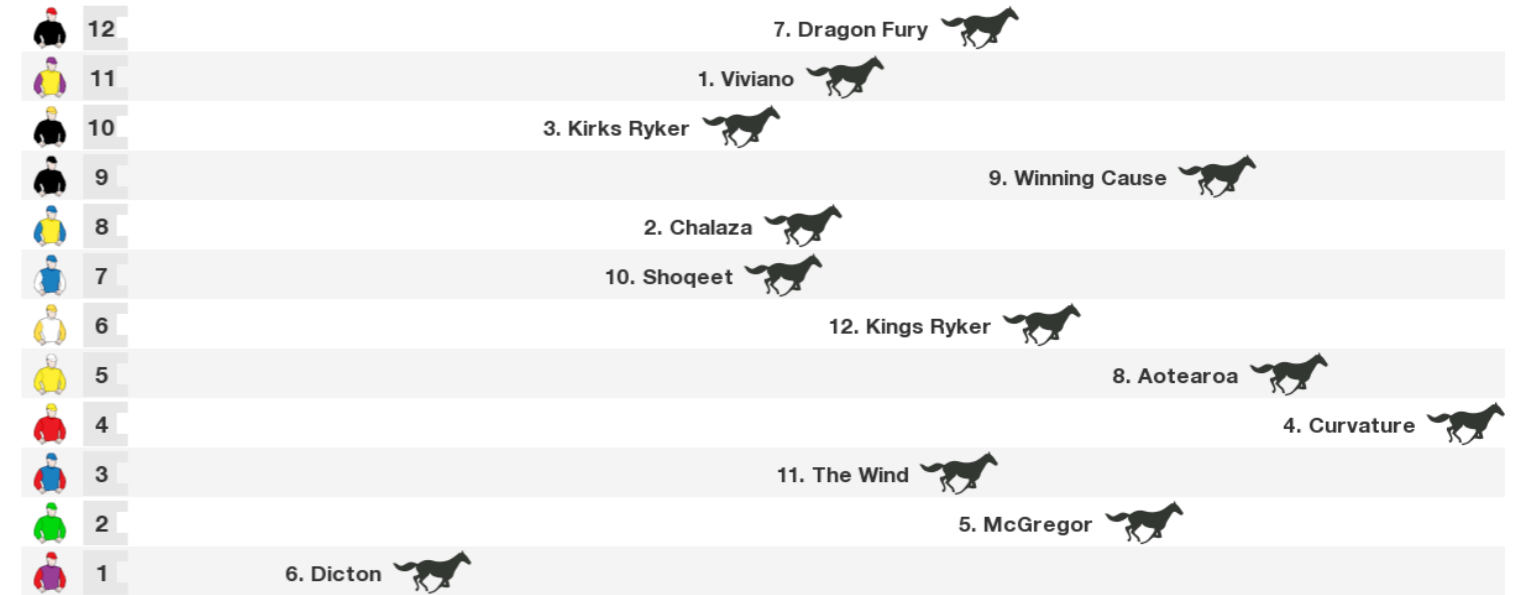 12 7. Dragon Fury
11 1. Viviano
10 3. Kirks Ryker
9 9. Winning Cause
8 2. Chalaza
7 10. Shoqeet
6 12. Kings Ryker
5 8. Aotearoa
4 4. Curvature
3 11. The Wind
2 5. McGregor
1 6. Dicton